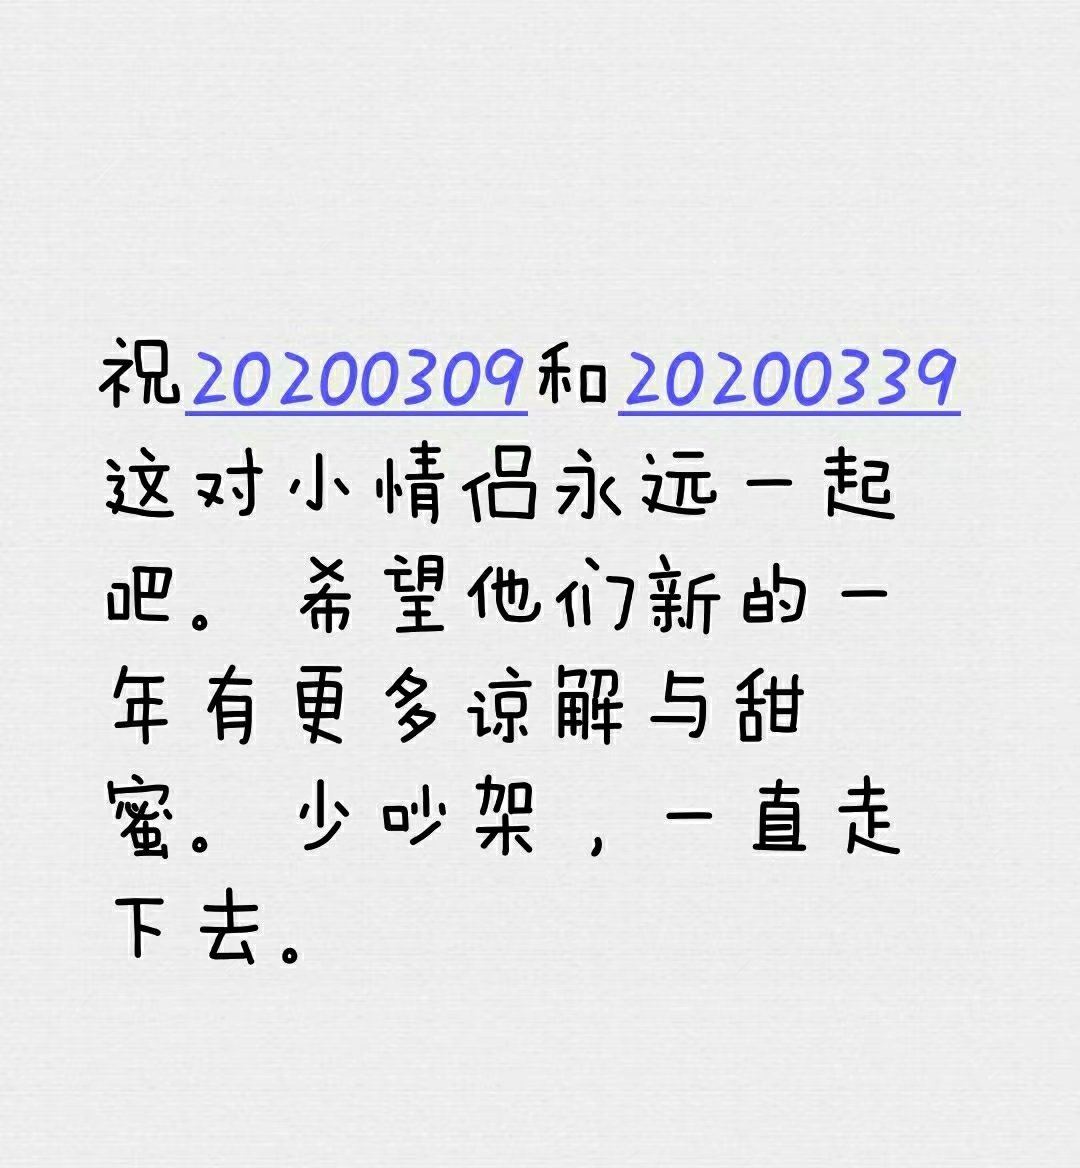 祝20200309和20200339
这对小情侣永远一起
吧。希望他们新的一
年有更多谅解与甜
蜜。少吵架，一直走
下去。